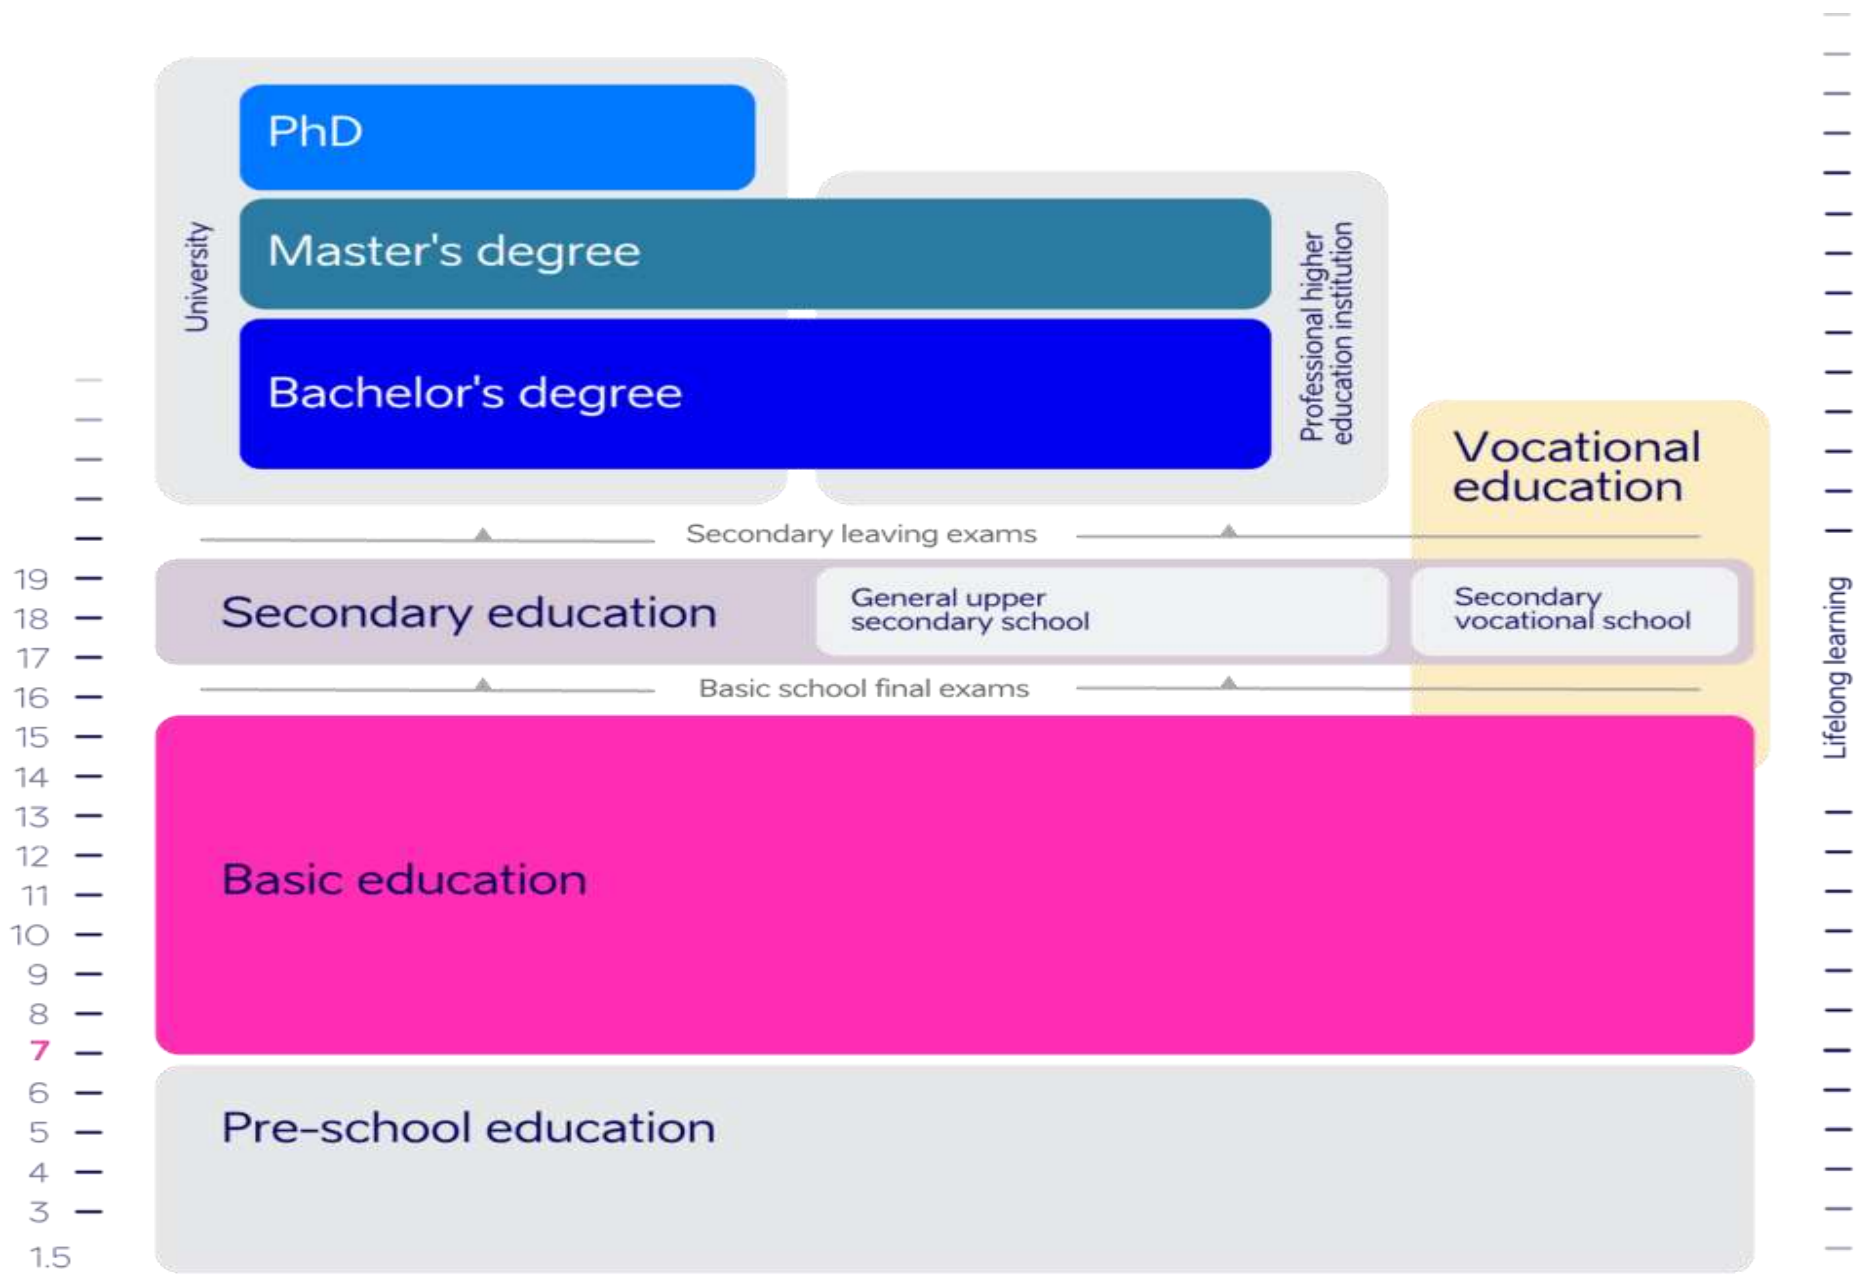 PhD
Master's degree
University
Professional higher
education institution
Bachelor's degree
Vocational
education
Secondary leaving exams
19
18
17
Secondary education
General upper
secondary school
Secondary
vocational school
Lifelong learning
16
Basic school final exams
15
14
13
12
11
10
9
8
7
Basic education
6
5
4
3
1.5
Pre-school education